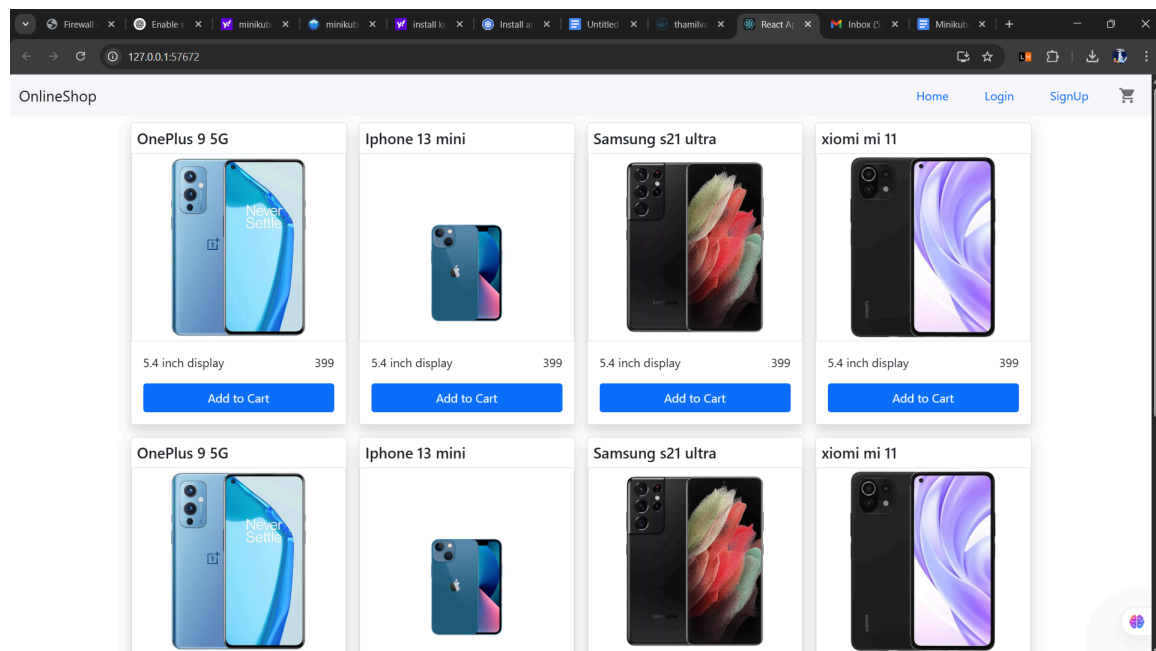 Firewall
Enable s
minikub
minikub
install ku
Install ar
Untitled
thamilva
React Ap
Inbox (5
Minikub
127.0.0.1:57672
OnlineShop
Home Login SignUp
OnePlus 9 5G Iphone 13 mini Samsung s21 ultra xiomi mi 11
Never
Settle
5.4 inch display 399 5.4 inch display 399 5.4 inch display 399 5.4 inch display 399
Add to Cart Add to Cart Add to Cart Add to Cart
OnePlus 9 5G Iphone 13 mini Samsung s21 ultra xiomi mi 11
Never
Settle